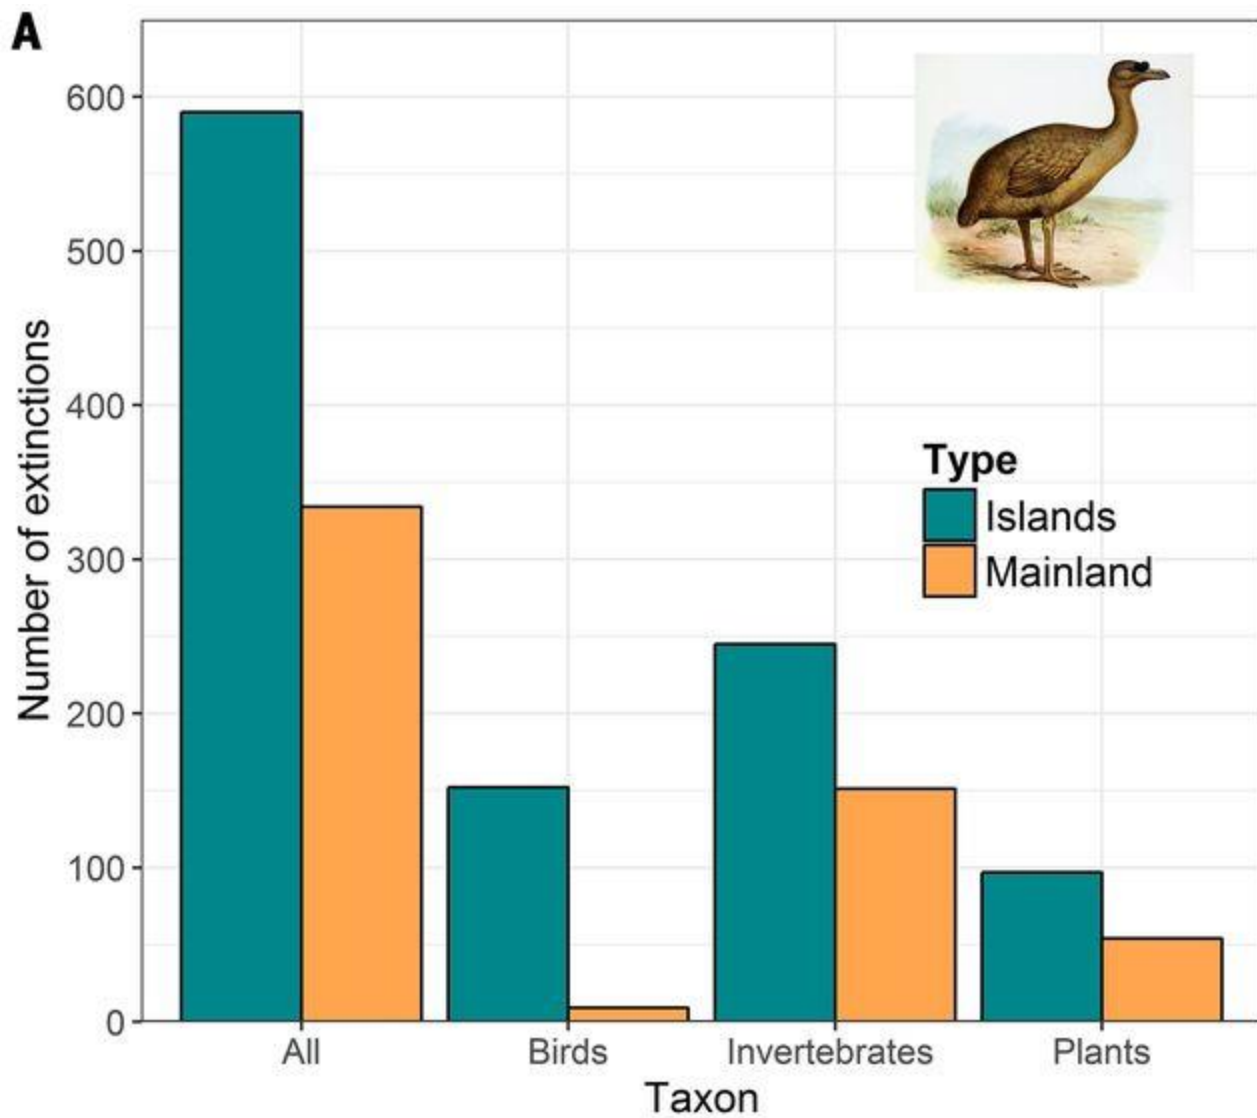 A
600
500
400
300
200
100
0
Number of extinctions
Type
Islands
Mainland
All Birds Invertebrates Plants
Taxon